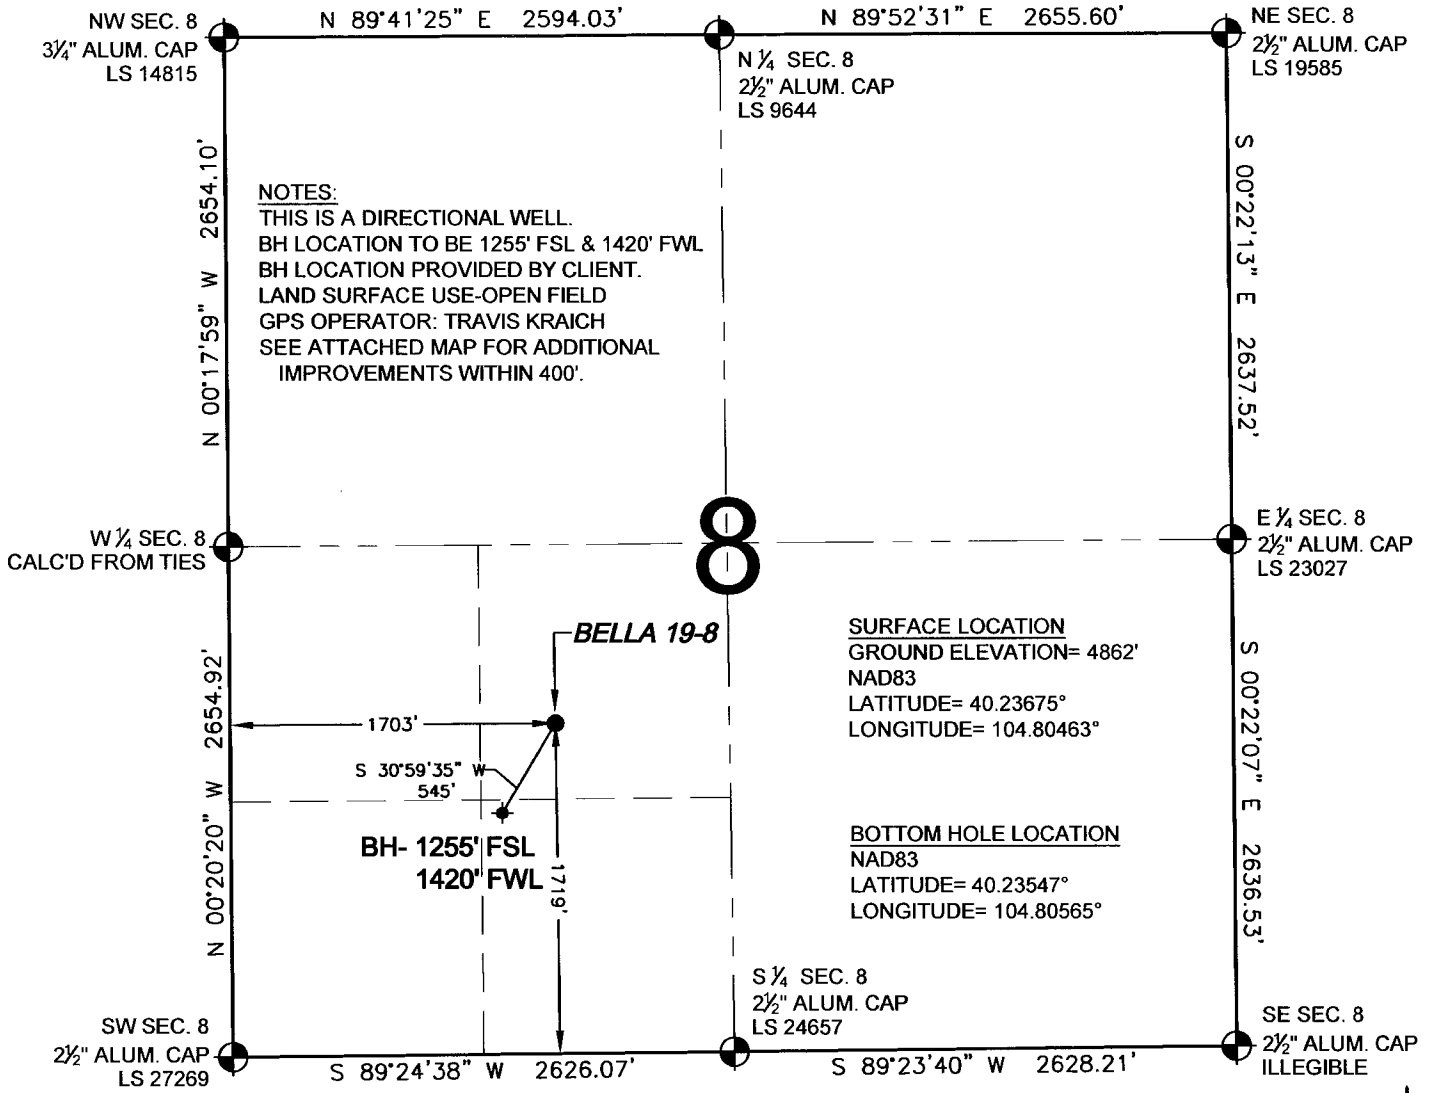 NW SEC. 8
3¼" ALUM. CAP
LS 14815
N 89°41'25" E 2594.03'
N 89°52'31" E 2655.60'
NE SEC. 8
2½" ALUM. CAP
LS 19585
N ¼ SEC. 8
2½" ALUM. CAP
LS 9644
N 00°17'59" W 2654.10'
S 00°22'13" E 2637.52'
NOTES:
THIS IS A DIRECTIONAL WELL.
BH LOCATION TO BE 1255' FSL & 1420' FWL
BH LOCATION PROVIDED BY CLIENT.
LAND SURFACE USE-OPEN FIELD
GPS OPERATOR: TRAVIS KRAICH
SEE ATTACHED MAP FOR ADDITIONAL
IMPROVEMENTS WITHIN 400'.
W ¼ SEC. 8
CALC'D FROM TIES
8
E ¼ SEC. 8
2½" ALUM. CAP
LS 23027
BELLA 19-8
N 00°20'20" W 2654.92'
1703'
S 30°59'35" W
545'
BH- 1255' FSL
1420' FWL
1719'
SURFACE LOCATION
GROUND ELEVATION= 4862'
NAD83
LATITUDE= 40.23675°
LONGITUDE= 104.80463°
BOTTOM HOLE LOCATION
NAD83
LATITUDE= 40.23547°
LONGITUDE= 104.80565°
S 00°22'07" E 2636.53'
S ¼ SEC. 8
2½" ALUM. CAP
LS 24657
SW SEC. 8
2½" ALUM. CAP
LS 27269
S 89°24'38" W 2626.07'
S 89°23'40" W 2628.21'
SE SEC. 8
2½" ALUM. CAP
ILLEGIBLE